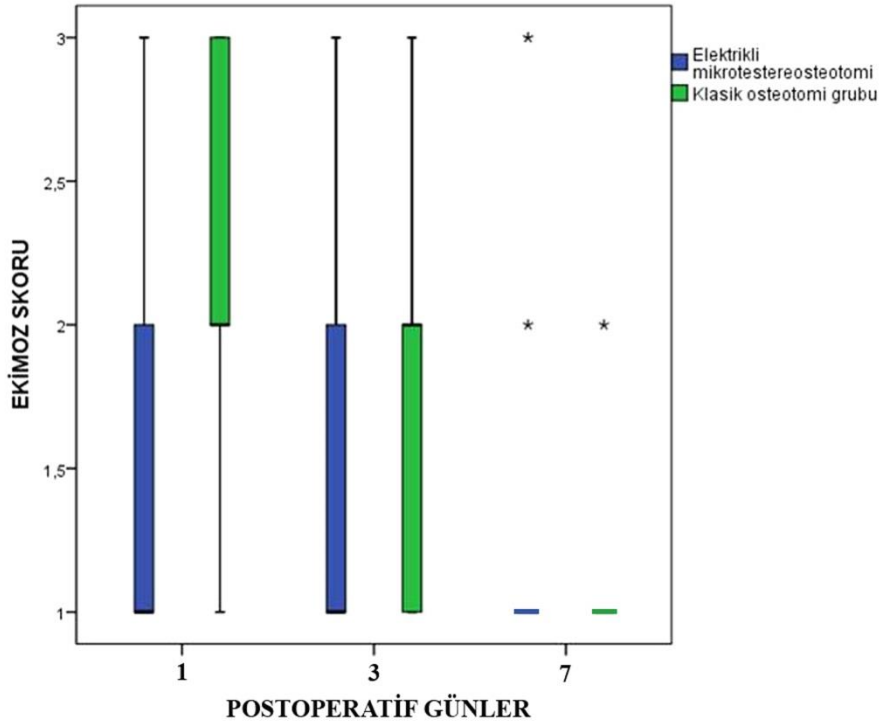 EKİMOZ SKORU
3
2,5
2
1,5
1
*
*
*
1
3
7
POSTOPERATİF GÜNLER
Elektrikli
mikrotestereosteotomi
Klasik osteotomi grubu